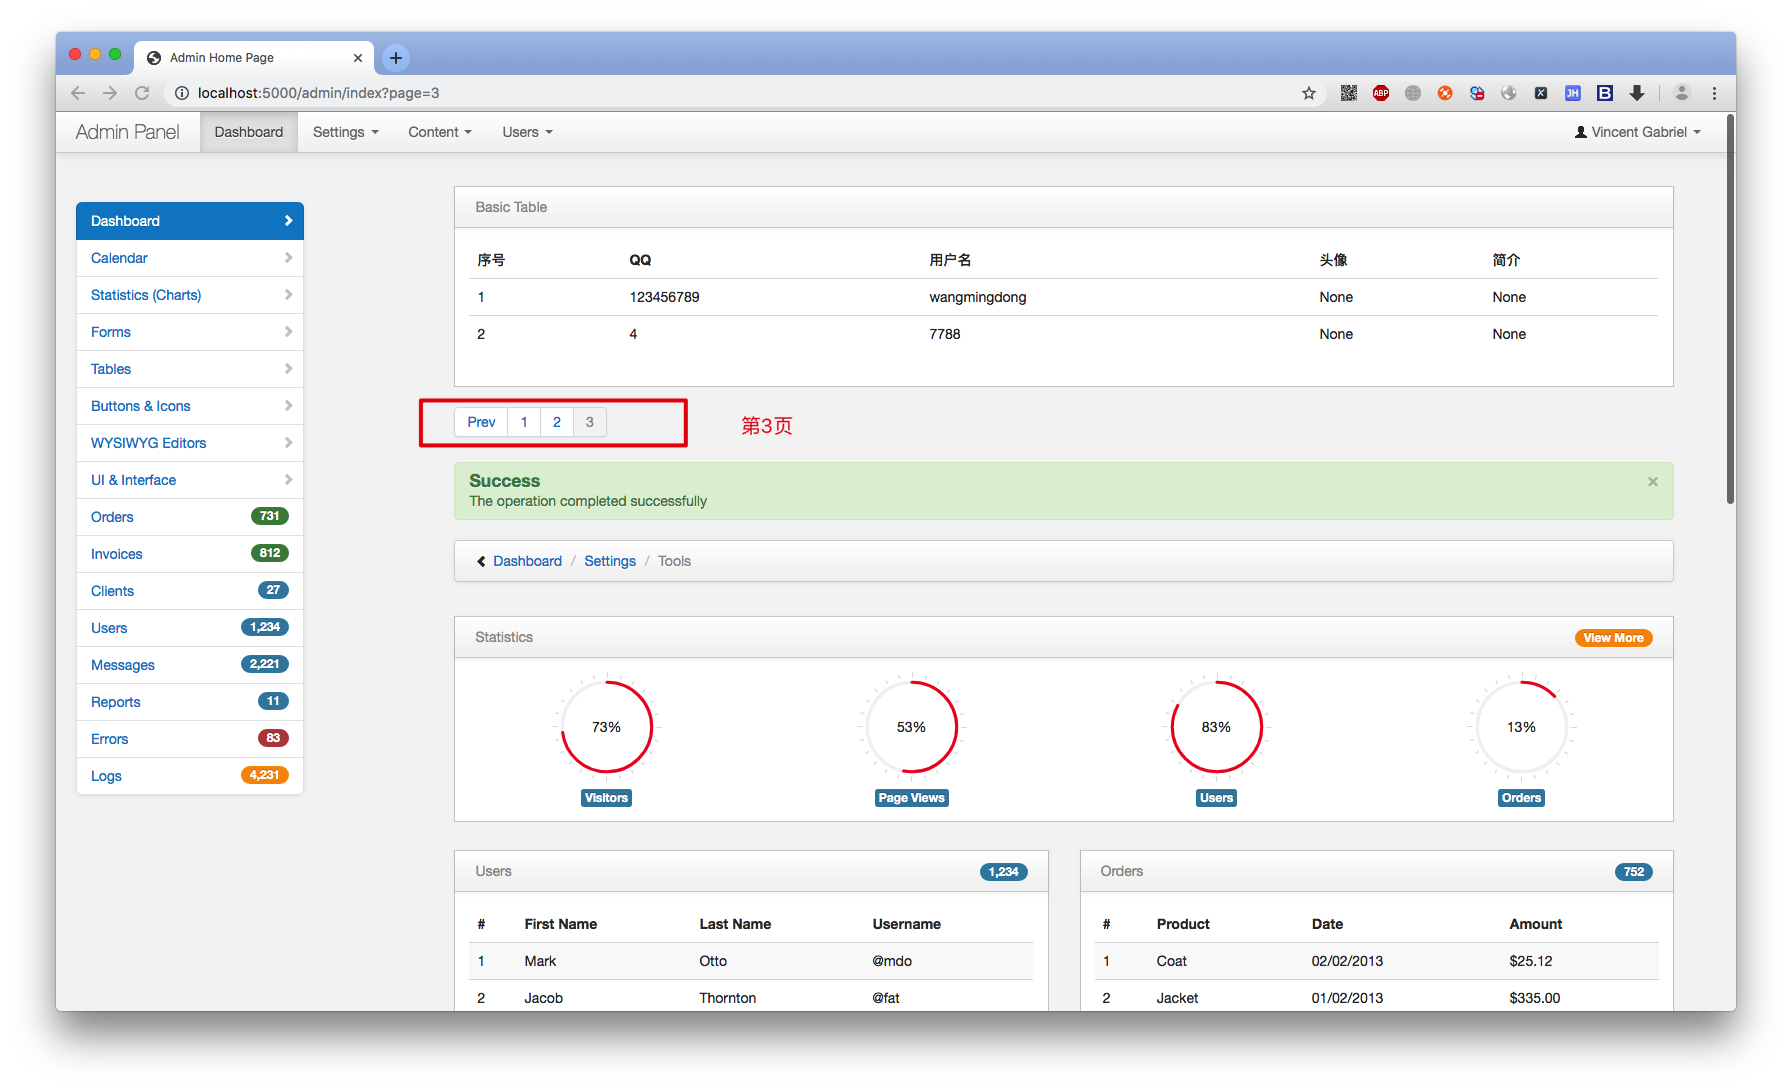 Admin Home Page
localhost:5000/admin/index?page=3
ABP
X
JH
B
Admin Panel Dashboard Settings Content Users Vincent Gabriel
Dashboard
Calendar
Statistics (Charts)
Forms
Tables
Buttons & Icons
WYSIWYG Editors
UI & Interface
Orders 731
Invoices 812
Clients 27
Users 1,234
Messages 2,221
Reports 11
Errors 83
Logs 4,231
Basic Table
序号 QQ 用户名 头像 简介
1 123456789 wangmingdong None None
2 4 7788 None None
Prev 1 2 3
第3页
Success
The operation completed successfully
Dashboard / Settings / Tools
Statistics View More
73% 53% 83% 13%
Visitors Page Views Users Orders
Users 1,234
# First Name Last Name Username
1 Mark Otto @mdo
2 Jacob Thornton @fat
Orders 752
# Product Date Amount
1 Coat 02/02/2013 $25.12
2 Jacket 01/02/2013 $335.00